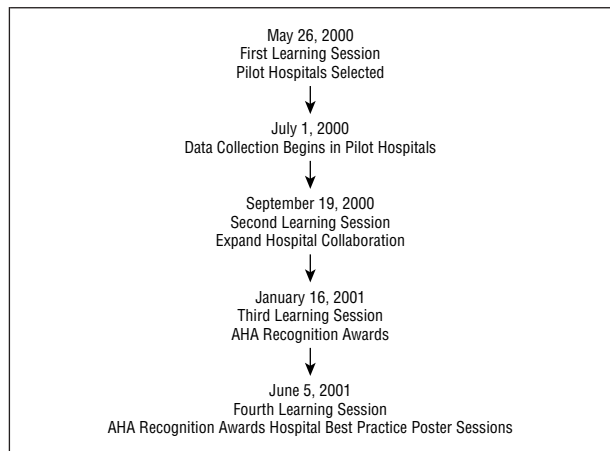 May 26, 2000
First Learning Session
Pilot Hospitals Selected
July 1, 2000
Data Collection Begins in Pilot Hospitals
September 19, 2000
Second Learning Session
Expand Hospital Collaboration
January 16, 2001
Third Learning Session
AHA Recognition Awards
June 5, 2001
Fourth Learning Session
AHA Recognition Awards Hospital Best Practice Poster Sessions